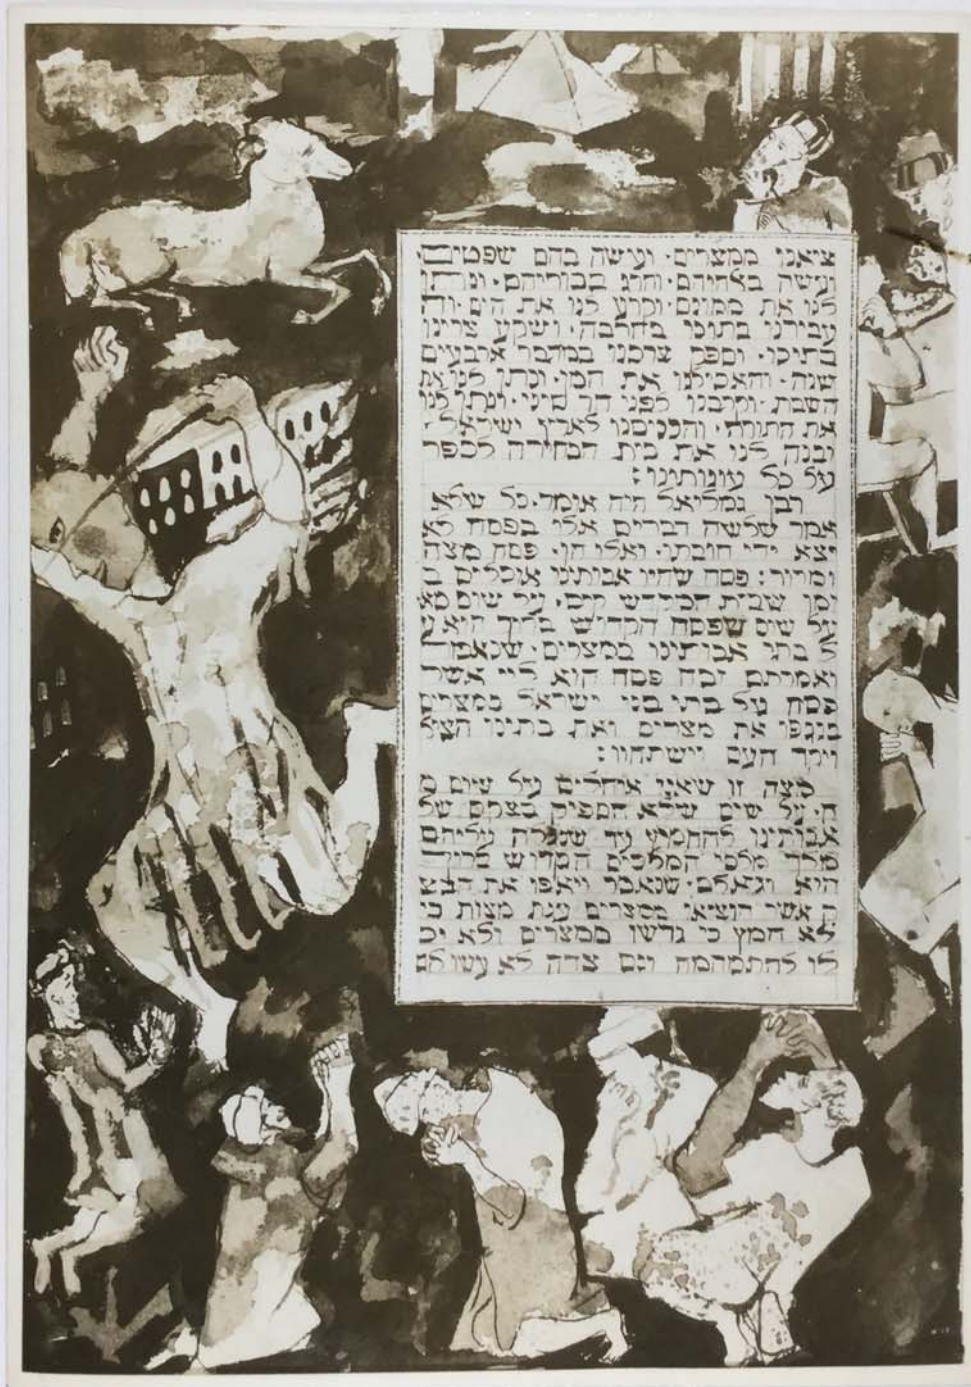 ציאנו ממצרים· ועישה בהם שפטים·
ועשה באלהיהם· והרג בבוריהם· ונתן
לנו את ממונם· וקרע לנו את הים· וה
עבירנו בתוכו בחרבה· ושקע צרינו
בתוכו· וספק צרכנו במדבר ארבעים
שנה· והאכילנו את המן· ונתן לנו את
השבת· וקרבנו לפני הר סיני· ונתן לנו
את התורה· והכניסנו לארץ ישראל·
ובנה לנו את בית הבחירה לכפר
על כל עונותינו:
רבן גמליאל היה אומר· כל שלא
אמר שלשה דברים אלו בפסח לא
יצא ידי חובתו· ואלו הן· פסח מצה
ומרור: פסח שהיו אבותינו אוכלים ב
זמן שבית המקדש קים· על שום מא
על שום שפסח הקדוש ברוך הוא ע
ל בתי אבותינו במצרים· שנאמר
ואמרתם זבח פסח הוא ליי אשר
פסח על בתי בני ישראל במצרים
בנגפו את מצרים ואת בתינו הציל
ויקד העם וישתחוו:
מצה זו שאנו אוכלים על שום מ
ה· על שום שלא הספיק בצקם של
אבותינו להחמיץ עד שנגלה עליהם
מלך מלכי המלכים הקדוש ברוך
הוא וגאלם· שנאמר ויאפו את הבצ
ק אשר הוציאו ממצרים עגת מצות כי
לא חמץ כי גרשו ממצרים ולא יכ
לו להתמהמה וגם צדה לא עשו להם